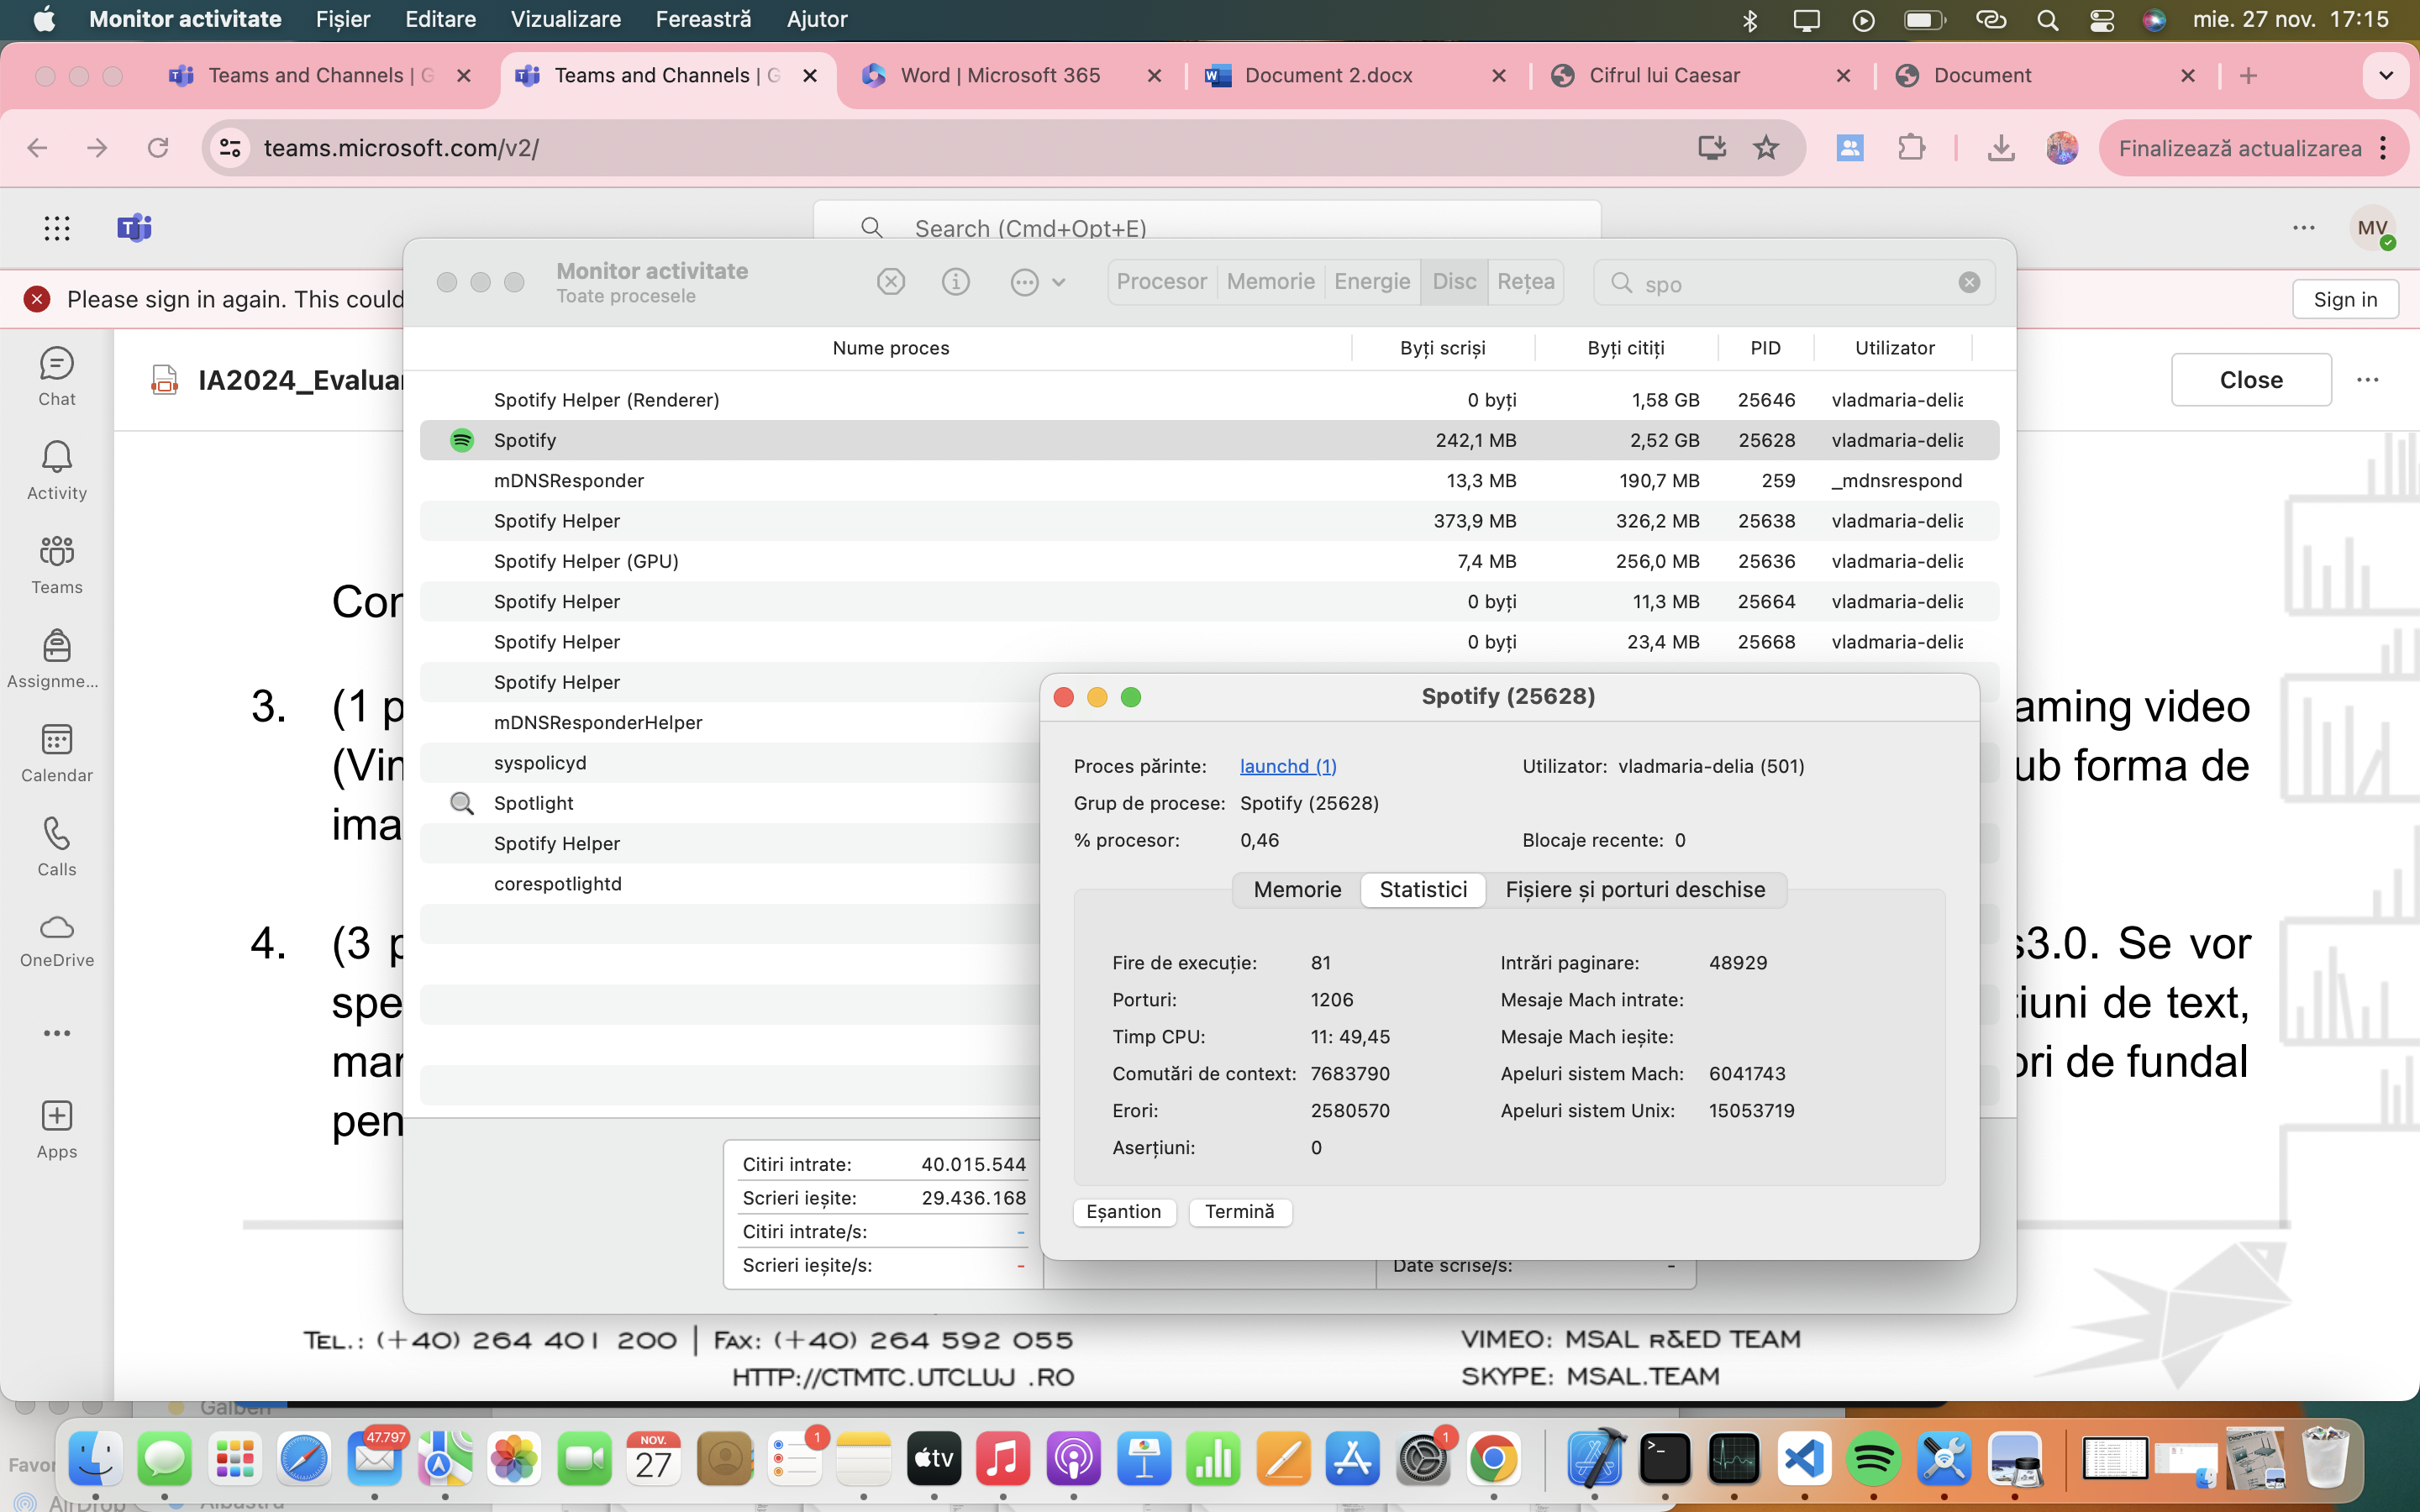 Monitor activitate Fișier Editare Vizualizare Fereastră Ajutor mie. 27 nov. 17:15
Teams and Channels | G Teams and Channels | G Word | Microsoft 365 Document 2.docx Cifrul lui Caesar Document
teams.microsoft.com/v2/ Finalizează actualizarea
Search (Cmd+Opt+E) MV
Please sign in again. This could Sign in
Monitor activitate
Toate procesele
Procesor Memorie Energie Disc Rețea spo
IA2024_Evaluar Close
Chat
Activity
Teams
Assignme...
Calendar
Calls
OneDrive
Apps
Nume proces Byți scriși Byți citiți PID Utilizator
Spotify Helper (Renderer) 0 byți 1,58 GB 25646 vladmaria-delia
Spotify 242,1 MB 2,52 GB 25628 vladmaria-delia
mDNSResponder 13,3 MB 190,7 MB 259 _mdnsrespond
Spotify Helper 373,9 MB 326,2 MB 25638 vladmaria-delia
Spotify Helper (GPU) 7,4 MB 256,0 MB 25636 vladmaria-delia
Spotify Helper 0 byți 11,3 MB 25664 vladmaria-delia
Spotify Helper 0 byți 23,4 MB 25668 vladmaria-delia
Spotify Helper
mDNSResponderHelper
syspolicyd
Spotlight
Spotify Helper
corespotlightd
Citiri intrate: 40.015.544
Scrieri ieșite: 29.436.168
Citiri intrate/s: -
Scrieri ieșite/s: -
Date scrise/s: -
Spotify (25628)
Proces părinte: launchd (1) Utilizator: vladmaria-delia (501)
Grup de procese: Spotify (25628)
% procesor: 0,46 Blocaje recente: 0
Memorie Statistici Fișiere și porturi deschise
Fire de execuție: 81 Intrări paginare: 48929
Porturi: 1206 Mesaje Mach intrate:
Timp CPU: 11: 49,45 Mesaje Mach ieșite:
Comutări de context: 7683790 Apeluri sistem Mach: 6041743
Erori: 2580570 Apeluri sistem Unix: 15053719
Aserțiuni: 0
Eșantion Termină
Con
3. (1 p aming video
(Vin ub forma de
ima
4. (3 p s3.0. Se vor
spe țiuni de text,
mar ori de fundal
pen
TEL.: (+40) 264 401 200 | FAX: (+40) 264 592 055
HTTP://CTMTC.UTCLUJ .RO
VIMEO: MSAL R&ED TEAM
SKYPE: MSAL.TEAM
Galben
Favor
AirDrop Albastru
47.797 NOV. 27 1 tv 1